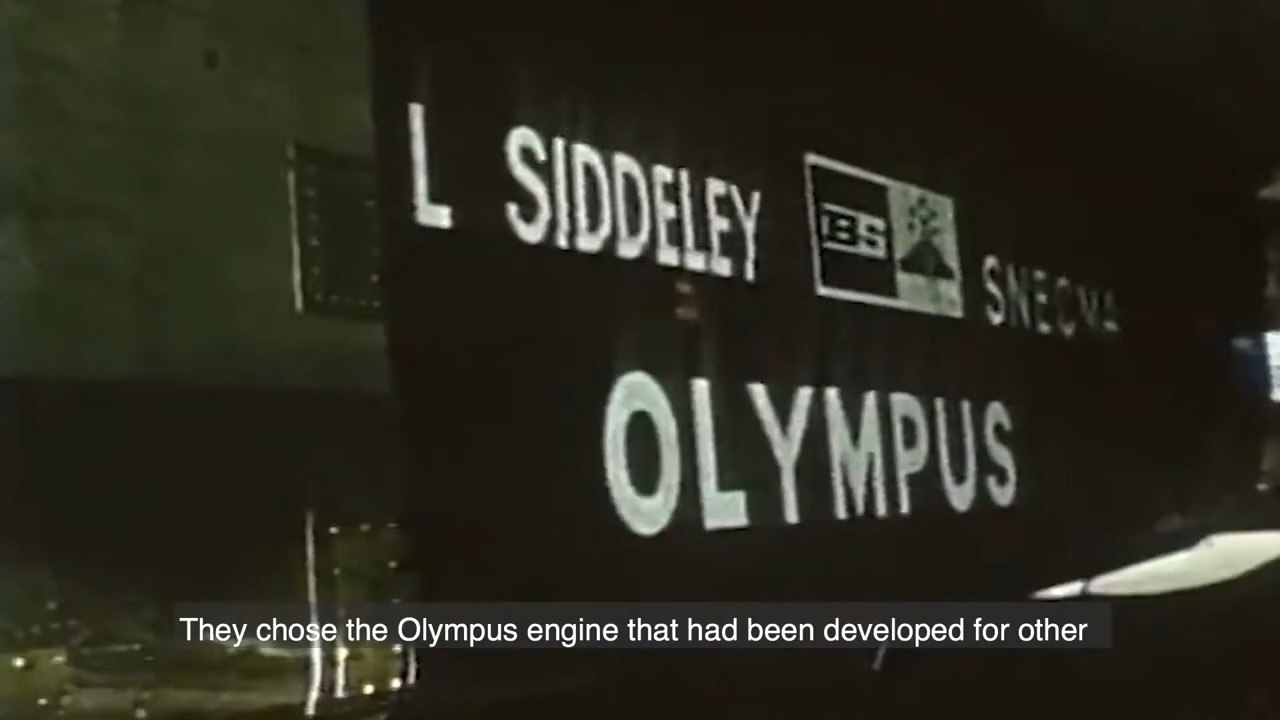 L SIDDELEY BS SNECMA
OLYMPUS
They chose the Olympus engine that had been developed for other